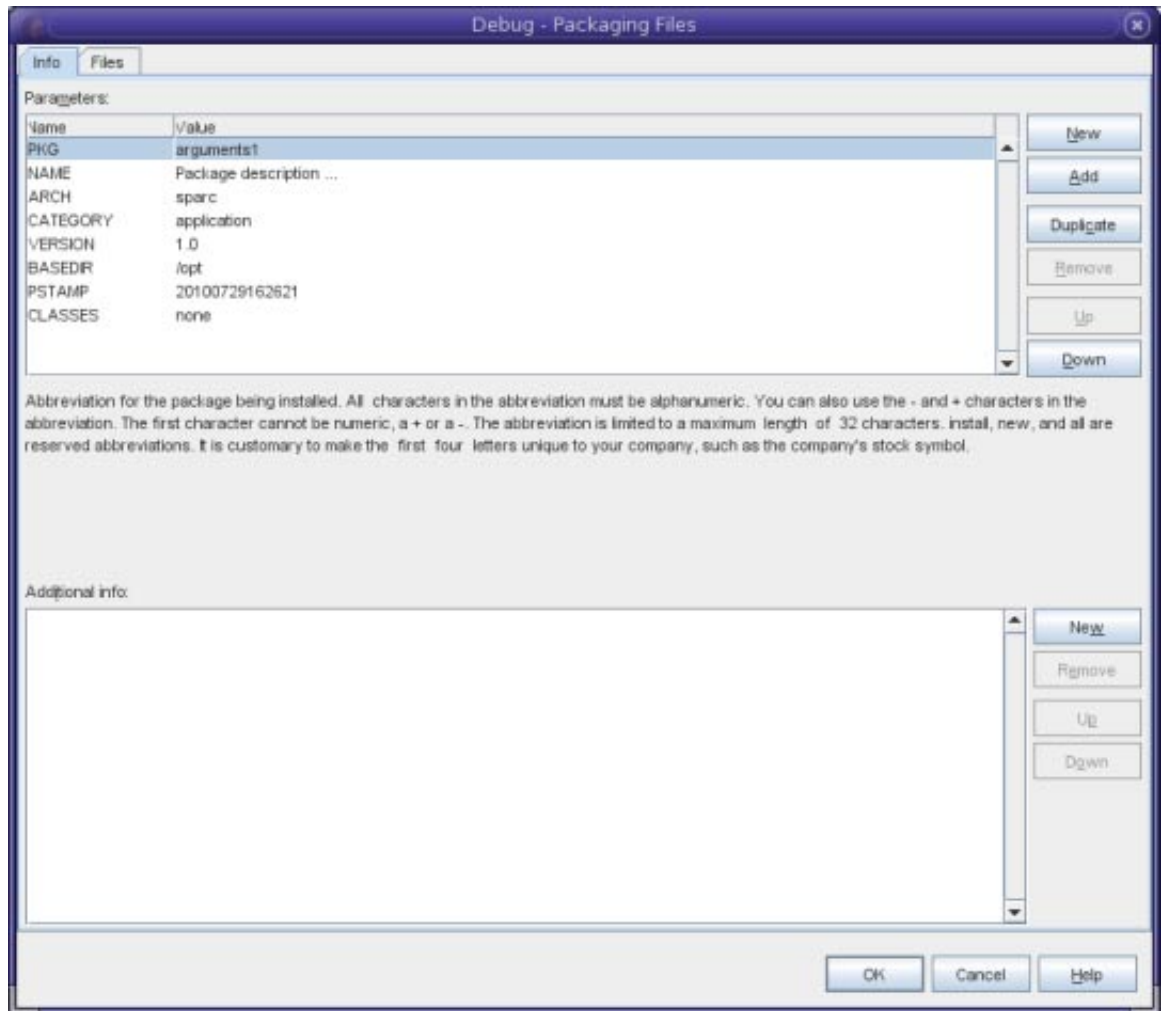 Debug - Packaging Files
Info Files
Parameters:
Name Value
PKG arguments1
NAME Package description ...
ARCH sparc
CATEGORY application
VERSION 1.0
BASEDIR /opt
PSTAMP 20100729162621
CLASSES none
New
Add
Duplicate
Remove
Up
Down
Abbreviation for the package being installed. All characters in the abbreviation must be alphanumeric. You can also use the - and + characters in the
abbreviation. The first character cannot be numeric, a + or a -. The abbreviation is limited to a maximum length of 32 characters. install, new, and all are
reserved abbreviations. It is customary to make the first four letters unique to your company, such as the company's stock symbol.
Additional info:
New
Remove
Up
Down
OK Cancel Help